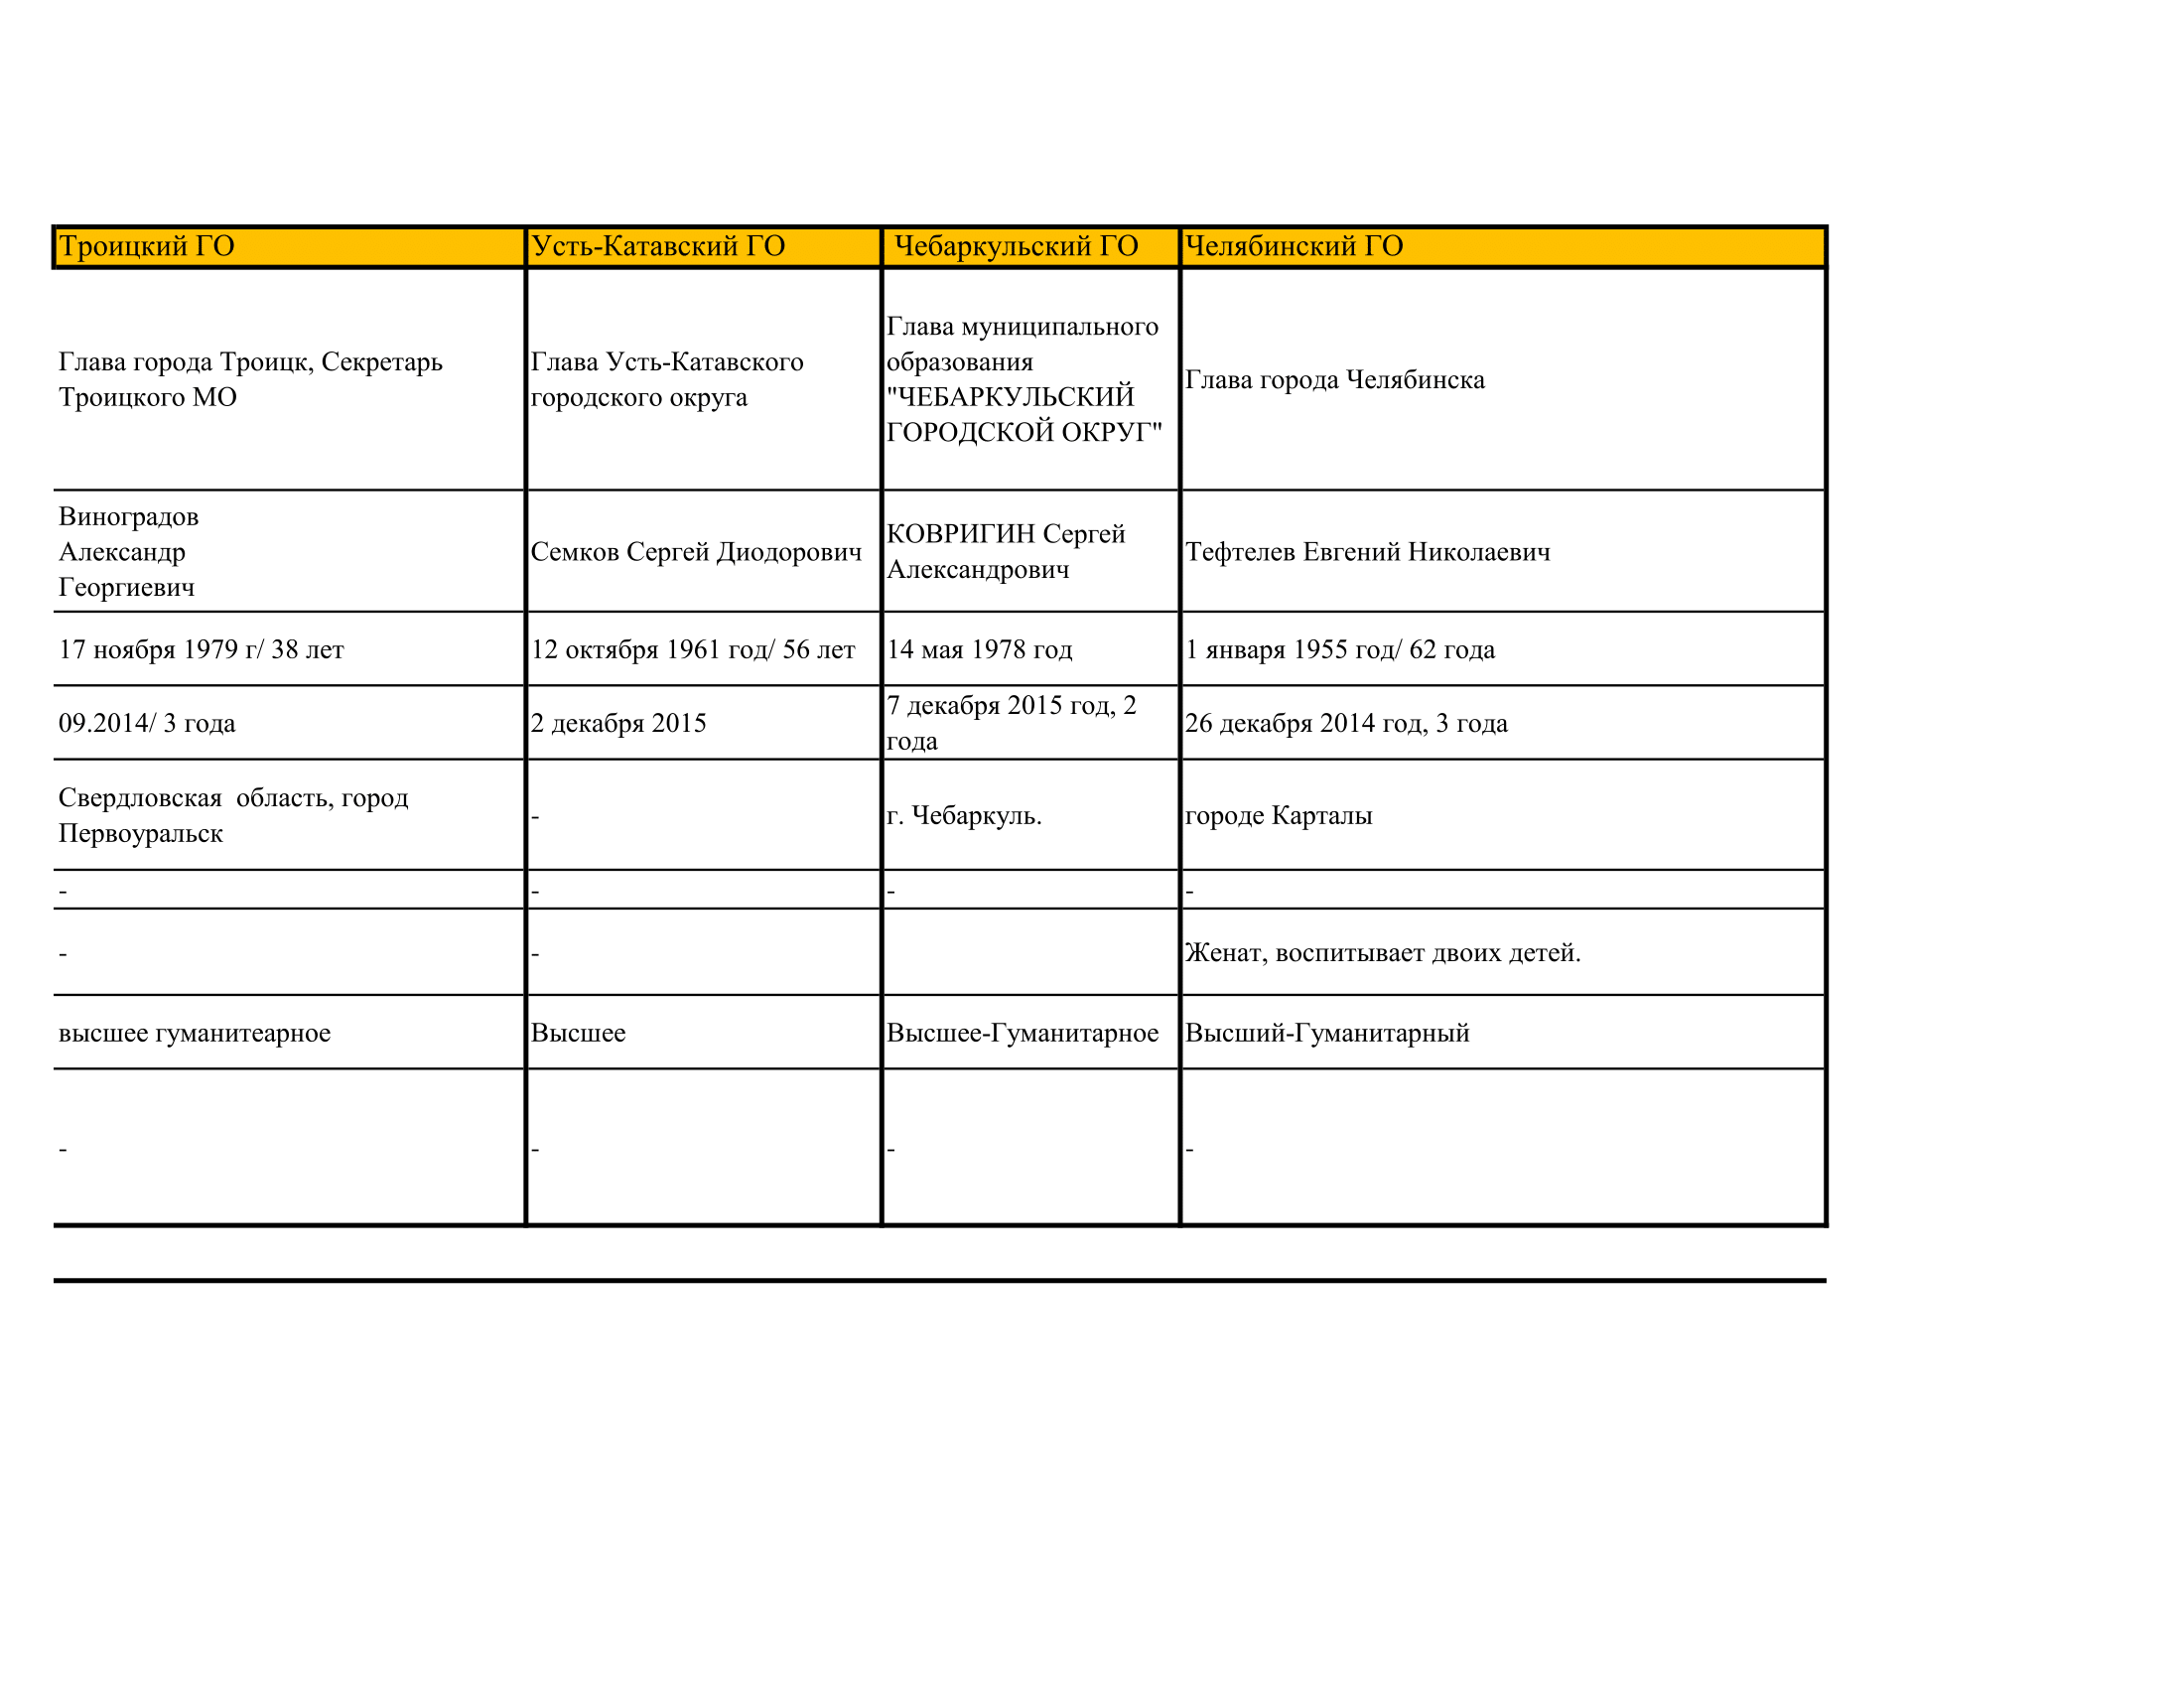 Троицкий ГО
Усть-Катавский ГО
Чебаркульский ГО
Челябинский ГО
Глава города Троицк, Секретарь
Троицкого МО
Глава Усть-Катавского
городского округа
Глава муниципального
образования
"ЧЕБАРКУЛЬСКИЙ
ГОРОДСКОЙ ОКРУГ"
Глава города Челябинска
Виноградов
Александр
Георгиевич
Семков Сергей Диодорович
КОВРИГИН Сергей
Александрович
Тефтелев Евгений Николаевич
17 ноября 1979 г/ 38 лет
12 октября 1961 год/ 56 лет
14 мая 1978 год
1 января 1955 год/ 62 года
09.2014/ 3 года
2 декабря 2015
7 декабря 2015 год, 2
года
26 декабря 2014 год, 3 года
Свердловская  область, город
Первоуральск
-
г. Чебаркуль.
городе Карталы
-
-
-
-
-
-
Женат, воспитывает двоих детей.
высшее гуманитеарное
Высшее
Высшее-Гуманитарное
Высший-Гуманитарный
-
-
-
-